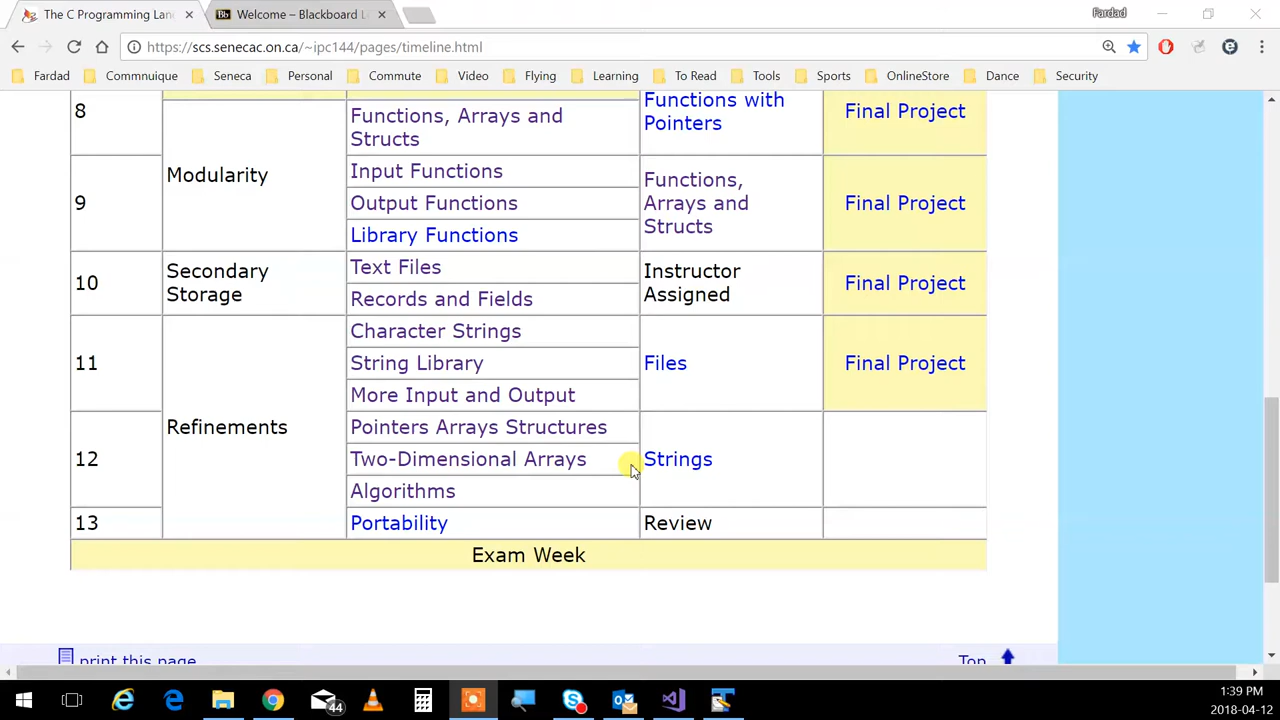 The C Programming Lan
Welcome – Blackboard L
Fardad
https://scs.senecac.on.ca/~ipc144/pages/timeline.html
Fardad
Commnuique
Seneca
Personal
Commute
Video
Flying
Learning
To Read
Tools
Sports
OnlineStore
Dance
Security
8
Modularity
Functions, Arrays and
Structs
Functions with
Pointers
Final Project
9
Input Functions
Output Functions
Library Functions
Functions,
Arrays and
Structs
Final Project
10
Secondary
Storage
Text Files
Records and Fields
Instructor
Assigned
Final Project
11
Refinements
Character Strings
String Library
More Input and Output
Files
Final Project
12
Pointers Arrays Structures
Two-Dimensional Arrays
Algorithms
Strings
13
Portability
Review
Exam Week
print this page
Top
44
1:39 PM
2018-04-12